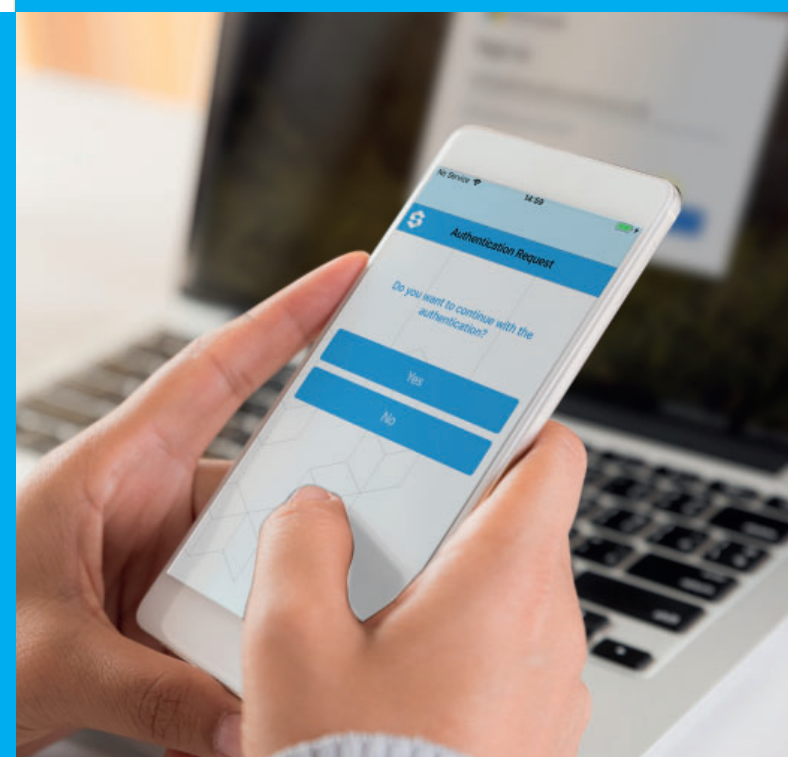 No Service
14:59
Authentication Request
Do you want to continue with the
authentication?
Yes
No